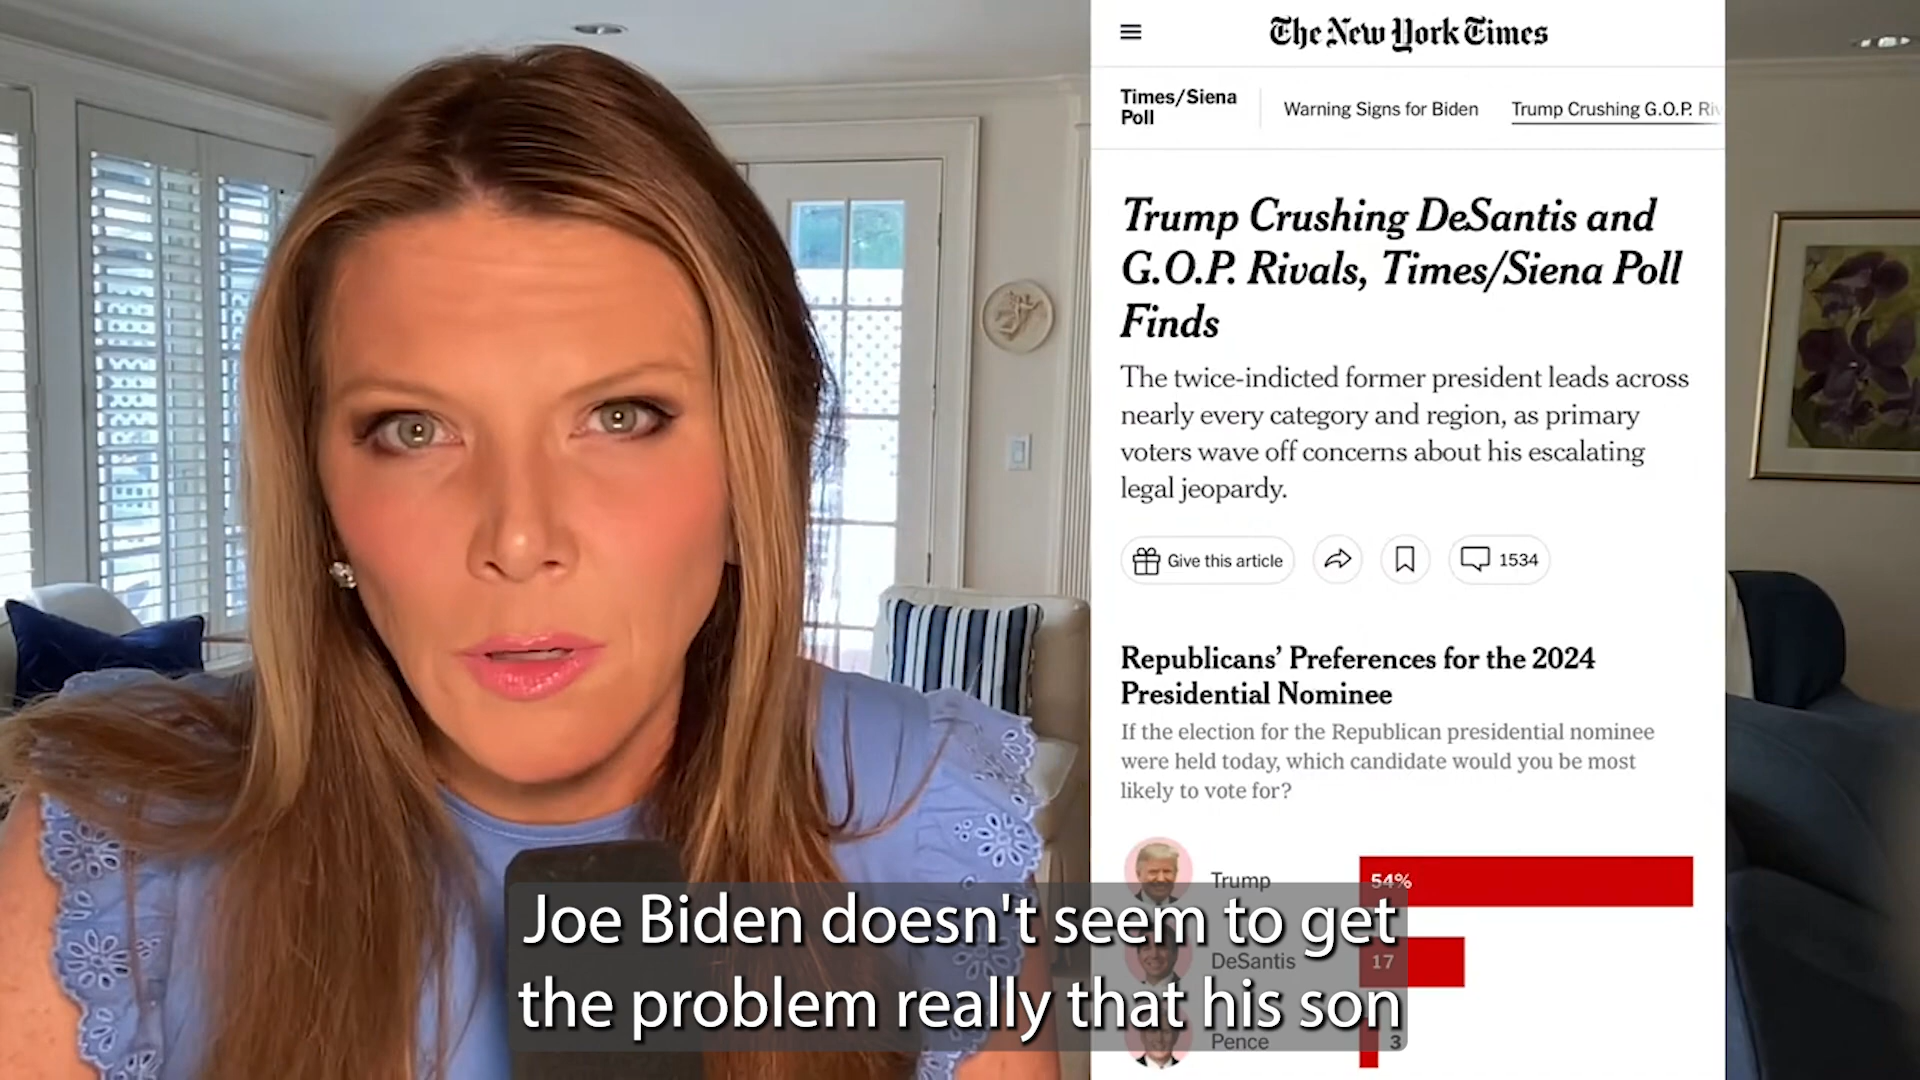 The New York Times
Times/Siena
Poll
Warning Signs for Biden
Trump Crushing G.O.P. Riv
Trump Crushing DeSantis and
G.O.P. Rivals, Times/Siena Poll
Finds
The twice-indicted former president leads across
nearly every category and region, as primary
voters wave off concerns about his escalating
legal jeopardy.
Give this article
1534
Republicans' Preferences for the 2024
Presidential Nominee
If the election for the Republican presidential nominee
were held today, which candidate would you be most
likely to vote for?
Trump 54%
DeSantis 17
Pence 3
Joe Biden doesn't seem to get
the problem really that his son